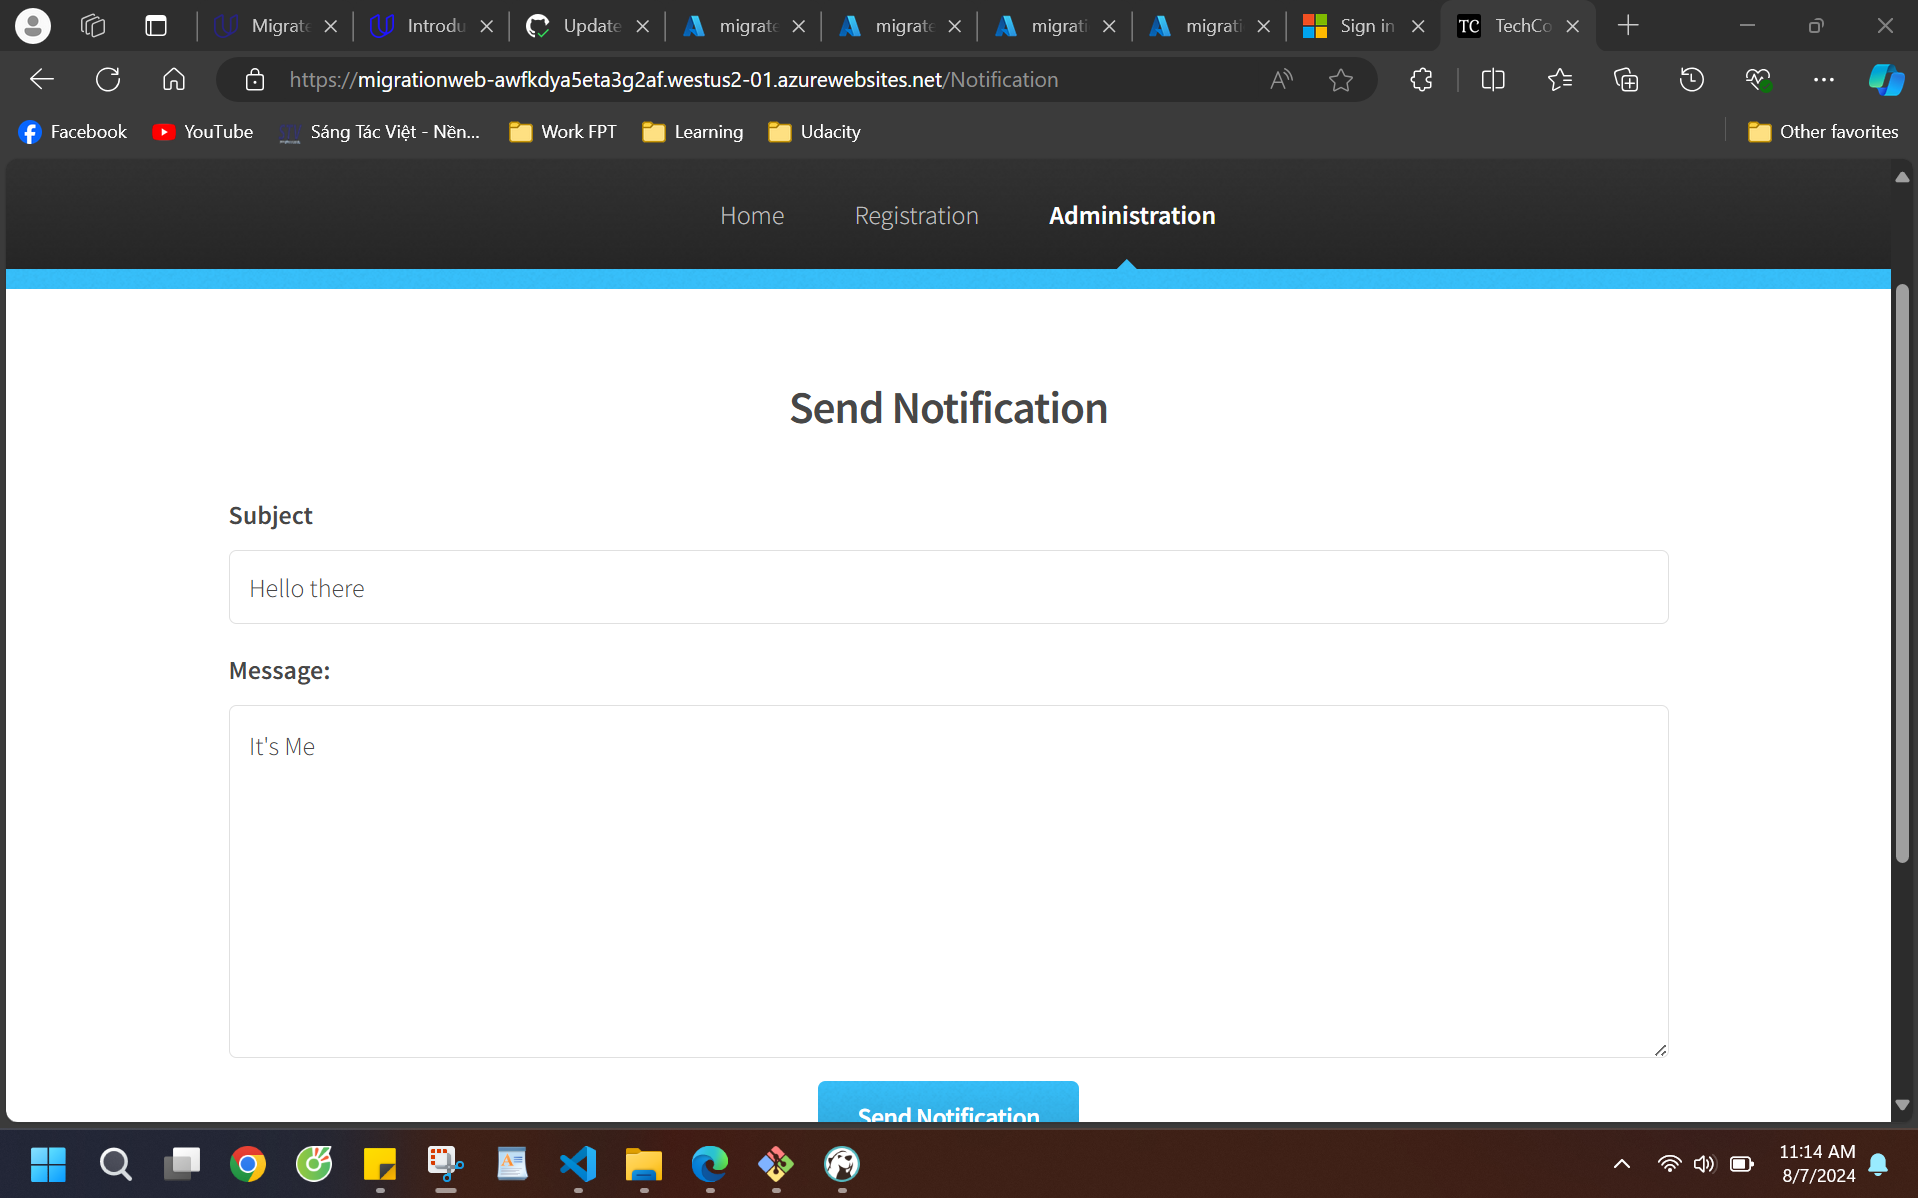 Migrate
Introdu
Update
migrate
migrate
migrati
migrati
Sign in
TC
TechCo
https://migrationweb-awfkdya5eta3g2af.westus2-01.azurewebsites.net/Notification
Facebook
YouTube
Sáng Tác Việt - Nền...
Work FPT
Learning
Udacity
Other favorites
Home
Registration
Administration
Send Notification
Subject
Hello there
Message:
It's Me
Send Notification
11:14 AM
8/7/2024